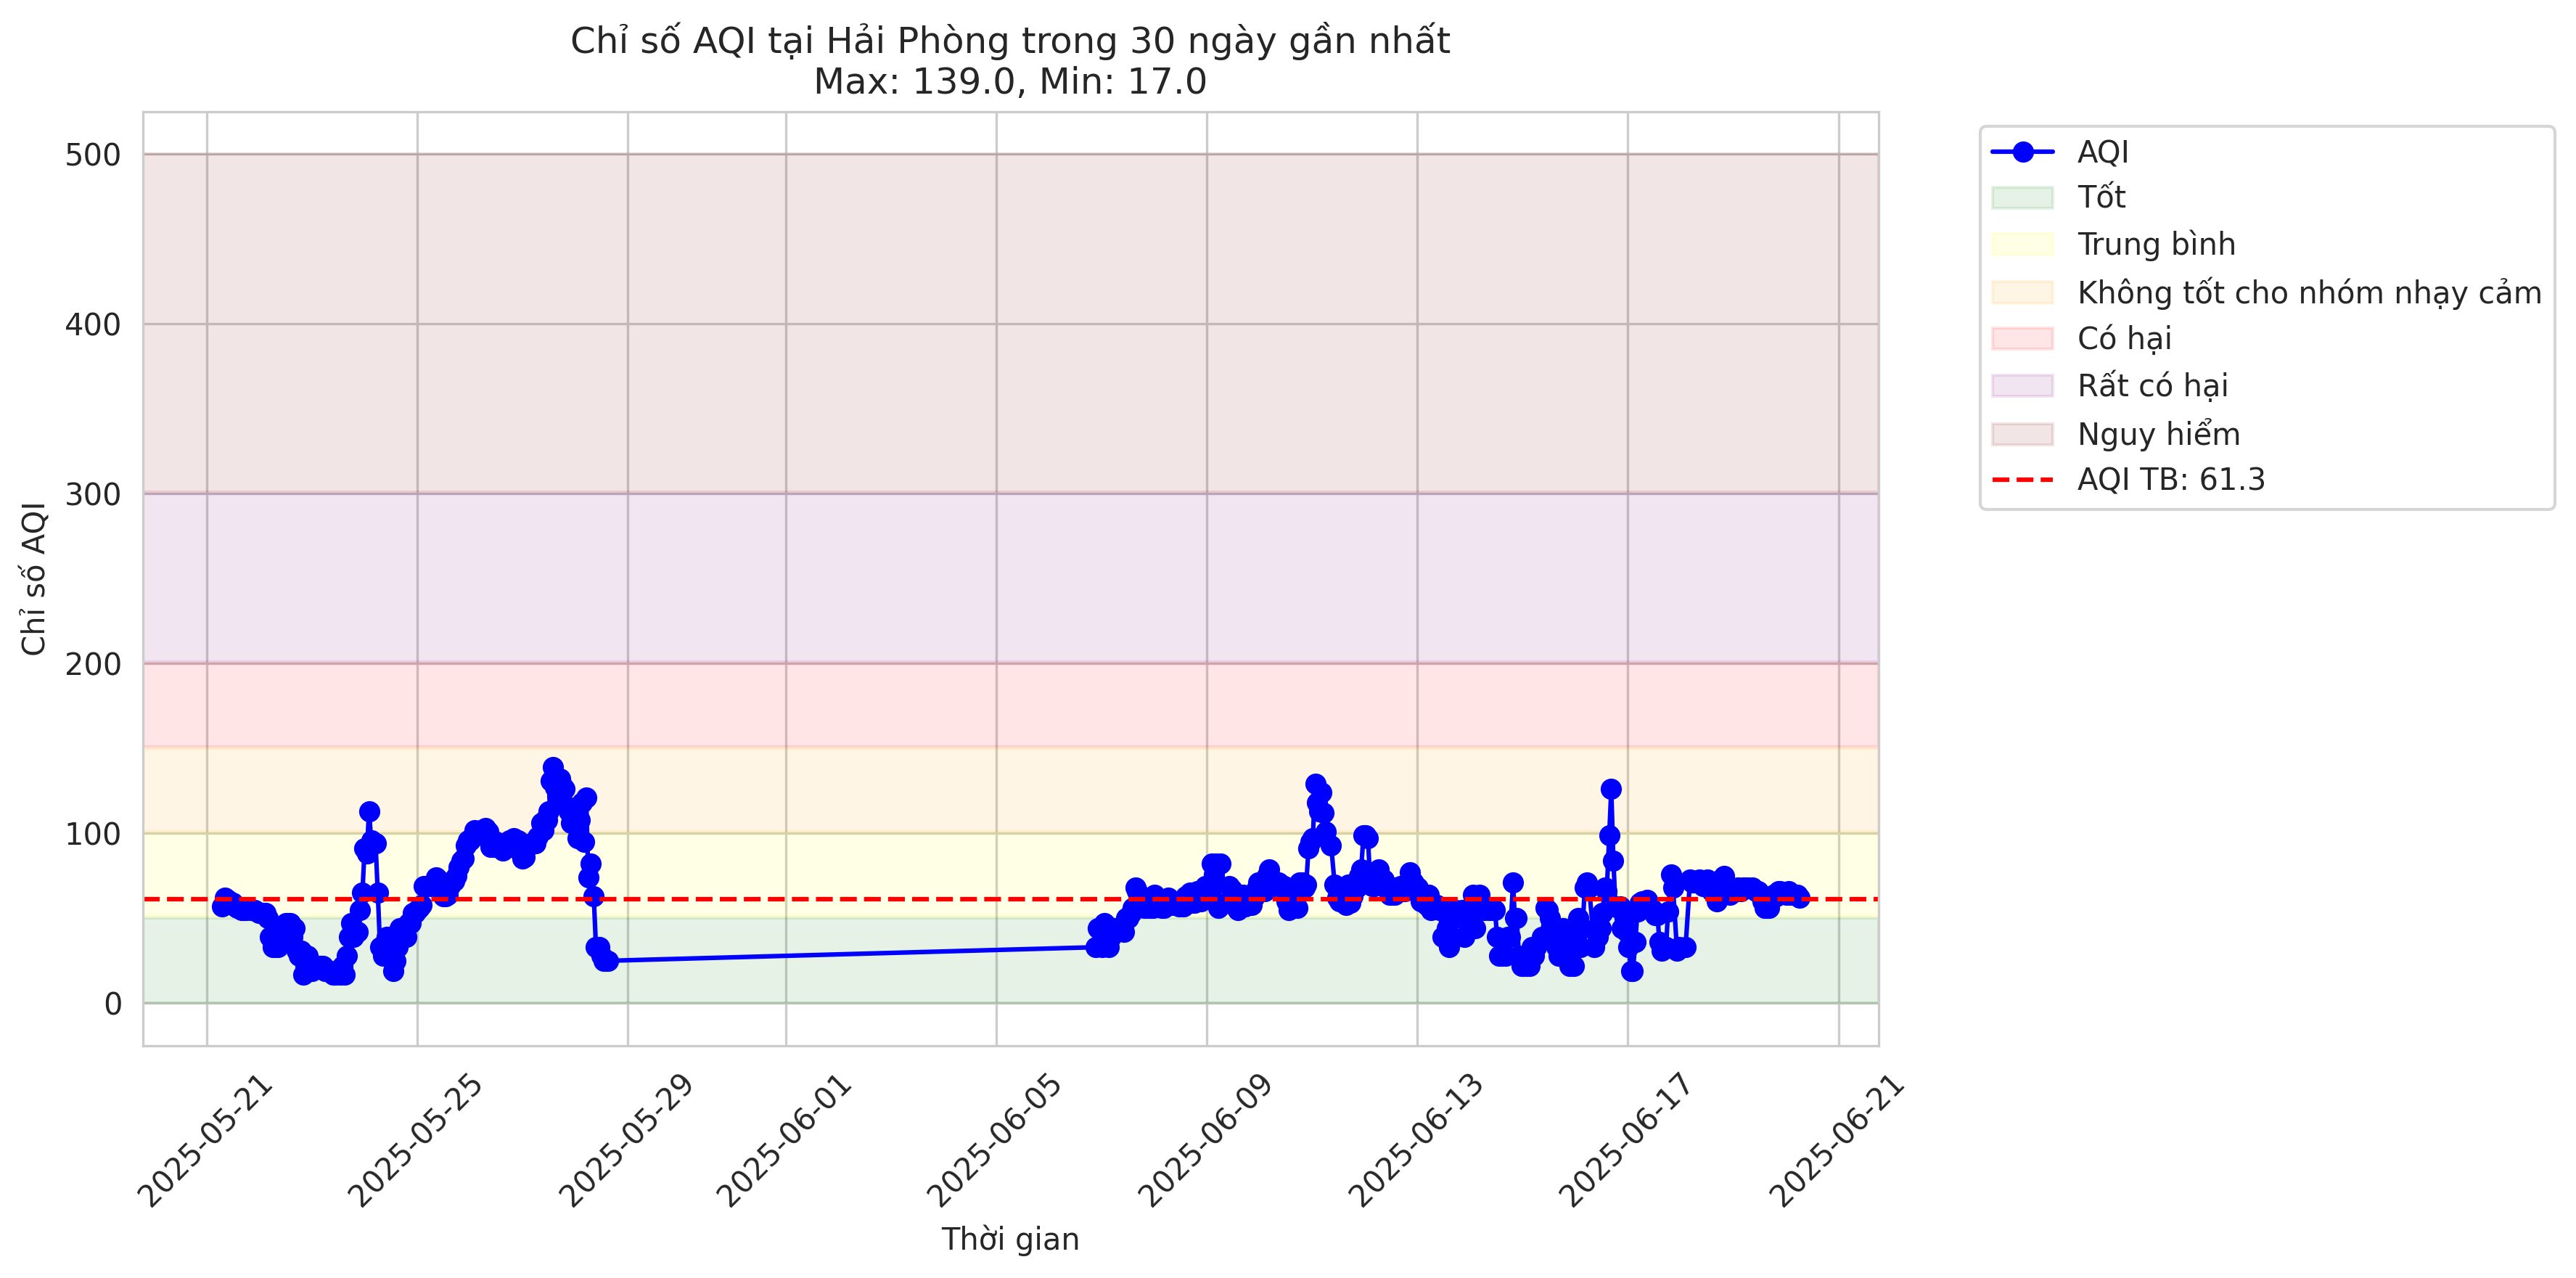 Chỉ số AQI tại Hải Phòng trong 30 ngày gần nhất
Max: 139.0, Min: 17.0
Chỉ số AQI
500
400
300
200
100
0
2025-05-21
2025-05-25
2025-05-29
2025-06-01
2025-06-05
2025-06-09
2025-06-13
2025-06-17
2025-06-21
Thời gian
AQI
Tốt
Trung bình
Không tốt cho nhóm nhạy cảm
Có hại
Rất có hại
Nguy hiểm
AQI TB: 61.3